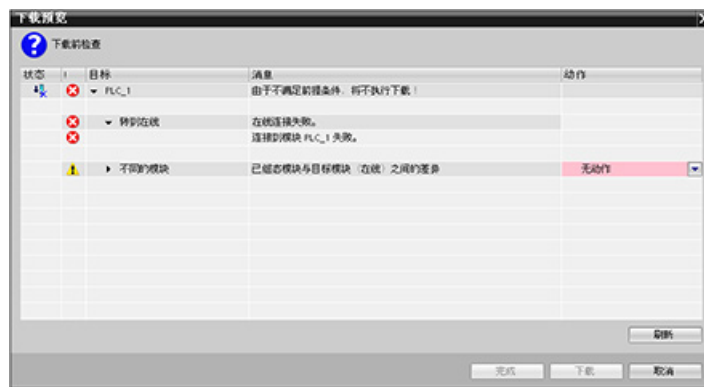 下载预览
下载前检查
状态 ! 目标 消息 动作
PLC_1 由于不满足前提条件，将不执行下载！
转到在线 在线连接失败。
连接到模块 PLC_1 失败。
不同的模块 已组态模块与目标模块（在线）之间的差异 无动作
刷新
完成 下载 取消